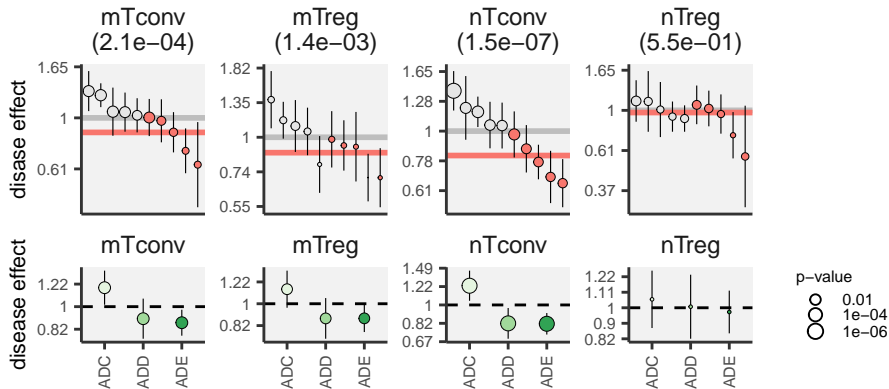 mTconv
(2.1e−04)
mTreg
(1.4e−03)
nTconv
(1.5e−07)
nTreg
(5.5e−01)
disase effect
1.65
1
0.61
1.82
1.35
1
0.74
0.55
1.65
1.28
1
0.78
0.61
1.65
1
0.61
0.37
mTconv
mTreg
nTconv
nTreg
disease effect
1.22
1
0.82
1.22
1
0.82
1.49
1.22
1
0.82
0.67
1.22
1.11
1
0.9
0.82
ADC
ADD
ADE
ADC
ADD
ADE
ADC
ADD
ADE
ADC
ADD
ADE
p−value
0.01
1e−04
1e−06